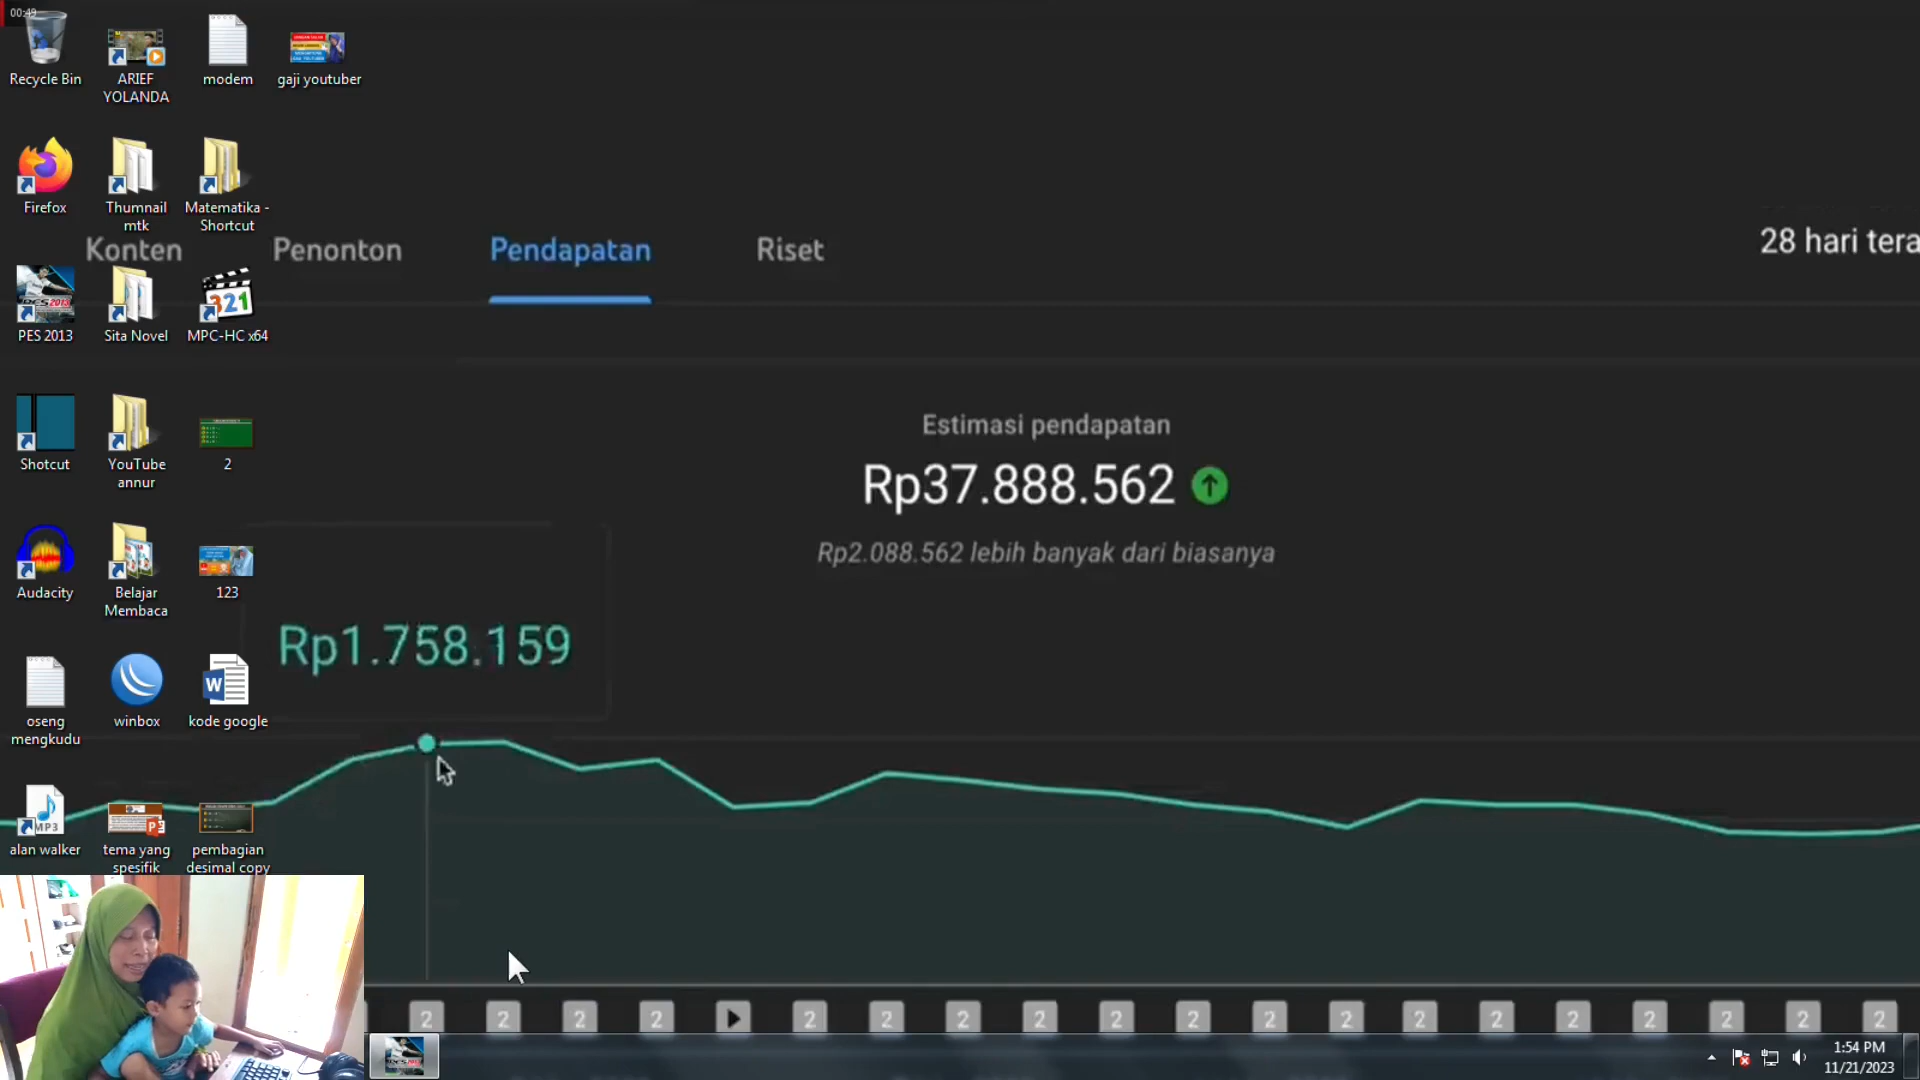 00:49
Recycle Bin
ARIEF
YOLANDA
modem
gaji youtuber
Firefox
Thumnail
mtk
Matematika -
Shortcut
Konten
Penonton
Pendapatan
Riset
28 hari tera
PES 2013
Sita Novel
321
MPC-HC x64
Estimasi pendapatan
Rp37.888.562
Rp2.088.562 lebih banyak dari biasanya
Shotcut
YouTube
annur
2
Audacity
Belajar
Membaca
123
Rp1.758.159
oseng
mengkudu
winbox
W
kode google
MP3
alan walker
P
tema yang
spesifik
pembagian
desimal copy
2 2 2 2 2 2 2 2 2 2 2 2 2 2 2 2 2 2 2
1:54 PM
11/21/2023